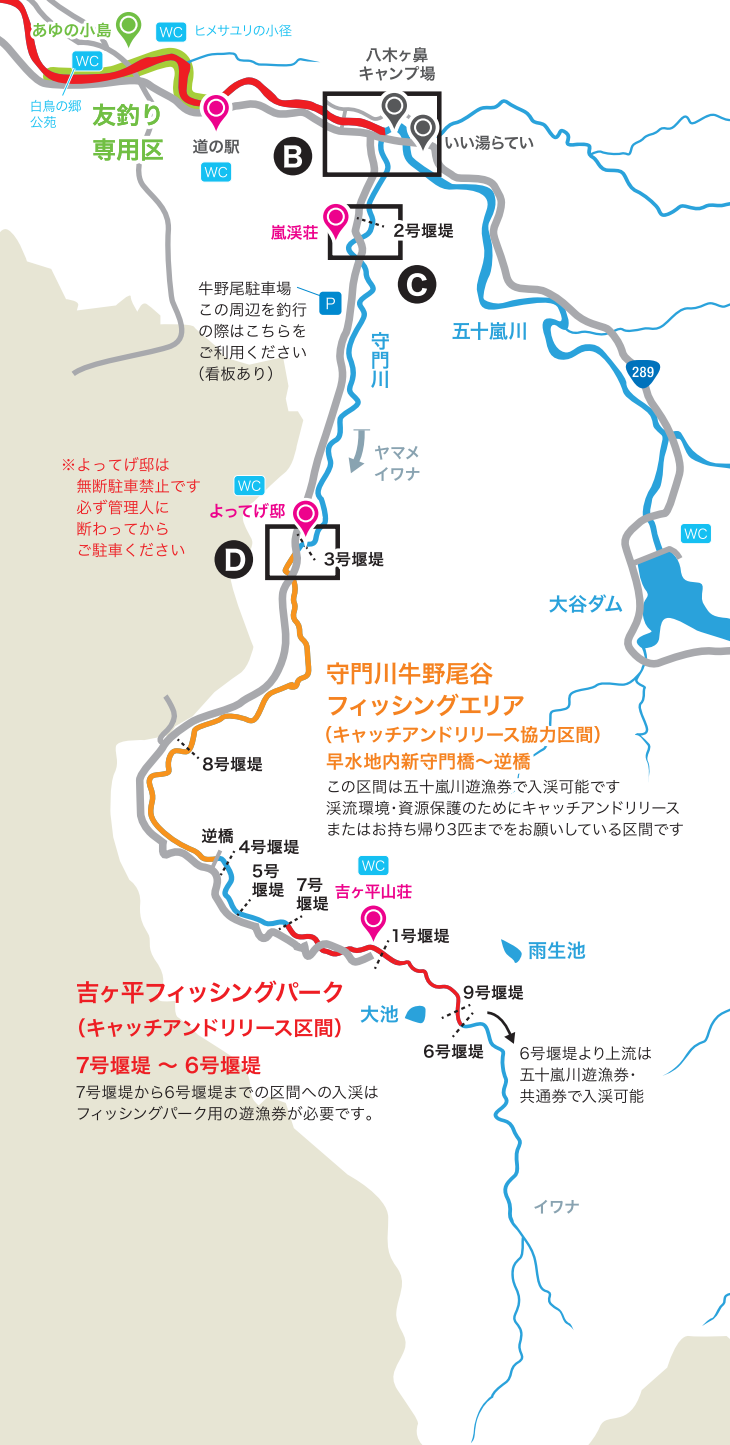 あゆの小島
WC
ヒメサユリの小径
WC
白鳥の郷
公苑
友釣り
専用区
道の駅
WC
八木ヶ鼻
キャンプ場
いい湯らてい
B
嵐渓荘
2号堰堤
C
牛野尾駐車場
この周辺を釣行
の際はこちらを
ご利用ください
（看板あり）
P
守門川
五十嵐川
289
ヤマメ
イワナ
※よってげ邸は
無断駐車禁止です
必ず管理人に
断わってから
ご駐車ください
WC
よってげ邸
D
3号堰堤
WC
大谷ダム
守門川牛野尾谷
フィッシングエリア
（キャッチアンドリリース協力区間）
早水地内新守門橋〜逆橋
この区間は五十嵐川遊漁券で入渓可能です
渓流環境・資源保護のためにキャッチアンドリリース
またはお持ち帰り3匹までをお願いしている区間です
8号堰堤
逆橋
4号堰堤
5号
堰堤
7号
堰堤
WC
吉ヶ平山荘
1号堰堤
雨生池
大池
9号堰堤
6号堰堤
吉ヶ平フィッシングパーク
（キャッチアンドリリース区間）
7号堰堤 〜 6号堰堤
7号堰堤から6号堰堤までの区間への入渓は
フィッシングパーク用の遊漁券が必要です。
6号堰堤より上流は
五十嵐川遊漁券・
共通券で入渓可能
イワナ